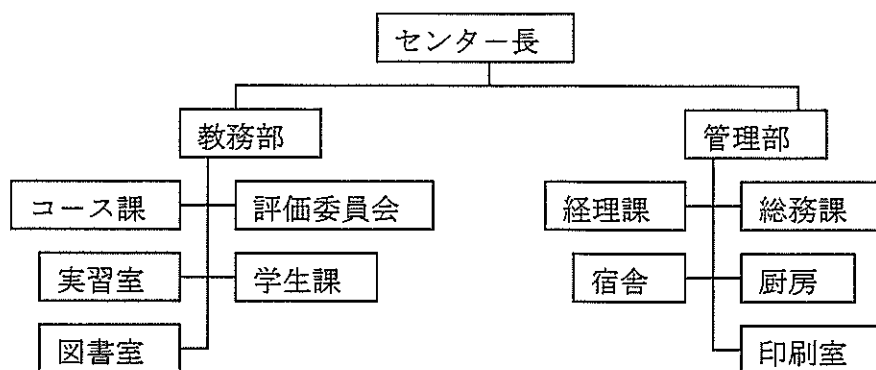 センター長
教務部
管理部
コース課
評価委員会
経理課
総務課
実習室
学生課
宿舎
厨房
図書室
印刷室